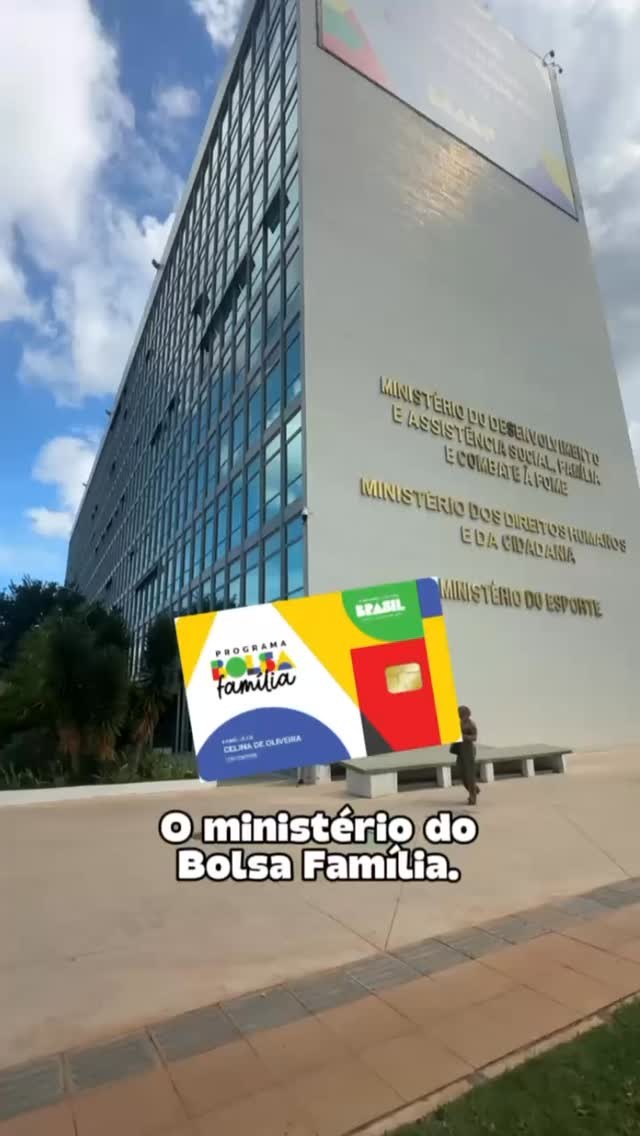 MINISTÉRIO DO DESENVOLVIMENTO
E ASSISTÊNCIA SOCIAL, FAMÍLIA
E COMBATE À FOME
MINISTÉRIO DOS DIREITOS HUMANOS
E DA CIDADANIA
MINISTÉRIO DO ESPORTE
BRASIL
PROGRAMA
BOLSA
família
CELINA DE OLIVEIRA
O ministério do
Bolsa Família.